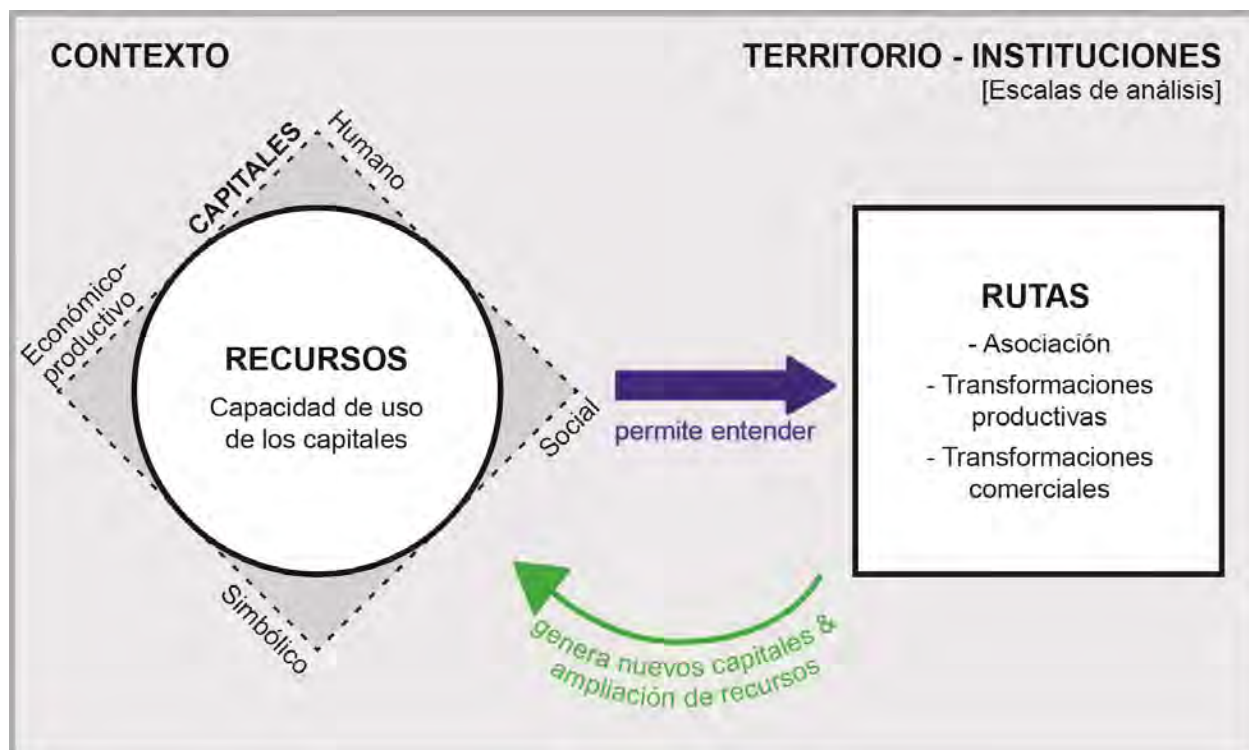 CONTEXTO
TERRITORIO - INSTITUCIONES
[Escalas de análisis]
CAPITALES
Humano
Económico-
productivo
Social
Simbólico
RECURSOS
Capacidad de uso
de los capitales
permite entender
RUTAS
- Asociación
- Transformaciones
productivas
- Transformaciones
comerciales
genera nuevos capitales &
ampliación de recursos